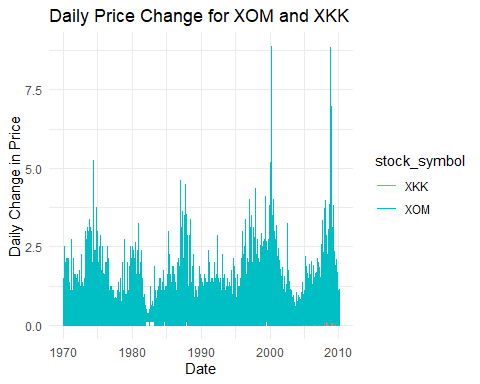 Daily Price Change for XOM and XKK
Daily Change in Price
7.5
5.0
2.5
0.0
1970 1980 1990 2000 2010
Date
stock_symbol
XKK
XOM